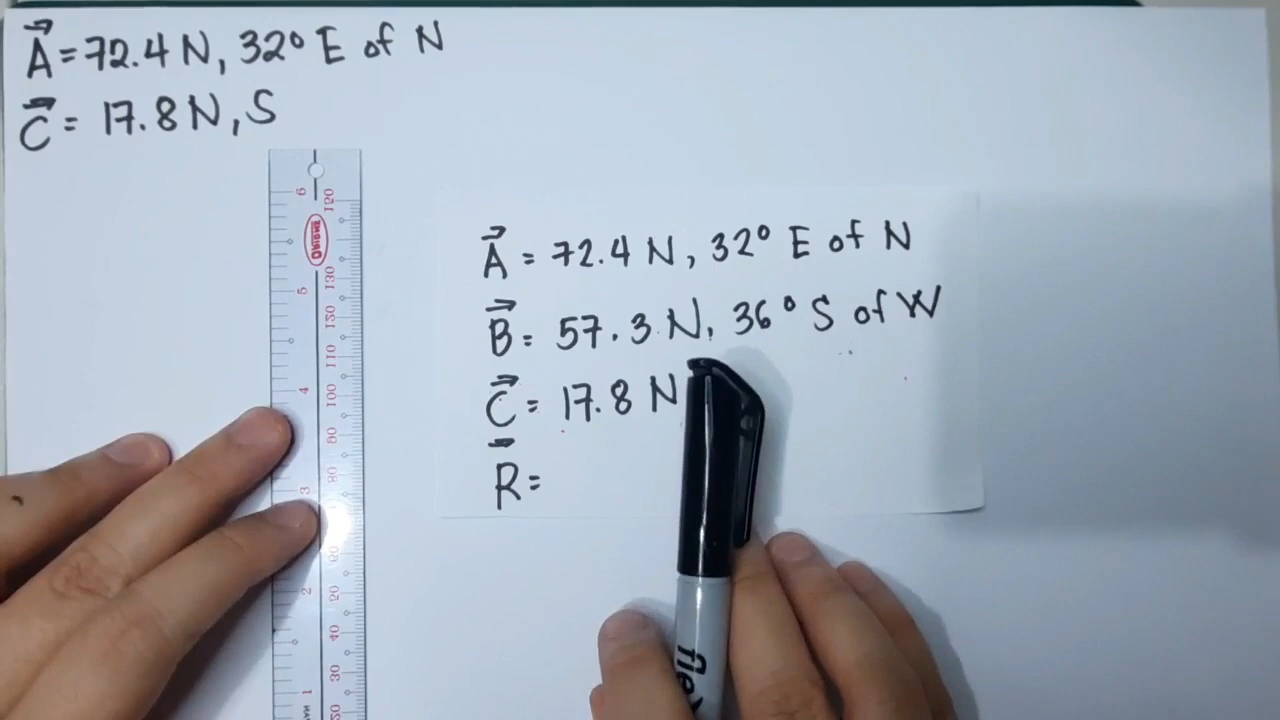 A = 72.4 N, 32° E of N
C = 17.8 N, S
A = 72.4 N, 32° E of N
B = 57.3 N, 36° S of W
C = 17.8 N
R =